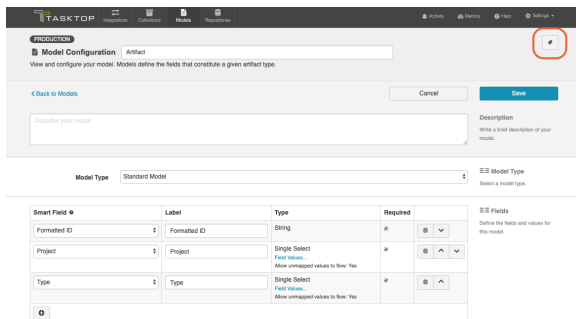 TASKTOP
Integrations
Collections
Models
Repositories
Activity
Metrics
Help
Settings
PRODUCTION
Model Configuration
Artifact
View and configure your model. Models define the fields that constitute a given artifact type.
Back to Models
Cancel
Save
Describe your model
Description
Write a brief description of your
model.
Model Type
Standard Model
Model Type
Select a model type.
Smart Field Label Type Required
Fields
Define the fields and values for
this model
Formatted ID
Formatted ID
String
Project
Project
Single Select
Field Values...
Allow unmapped values to flow: Yes
Type
Type
Single Select
Field Values...
Allow unmapped values to flow: Yes